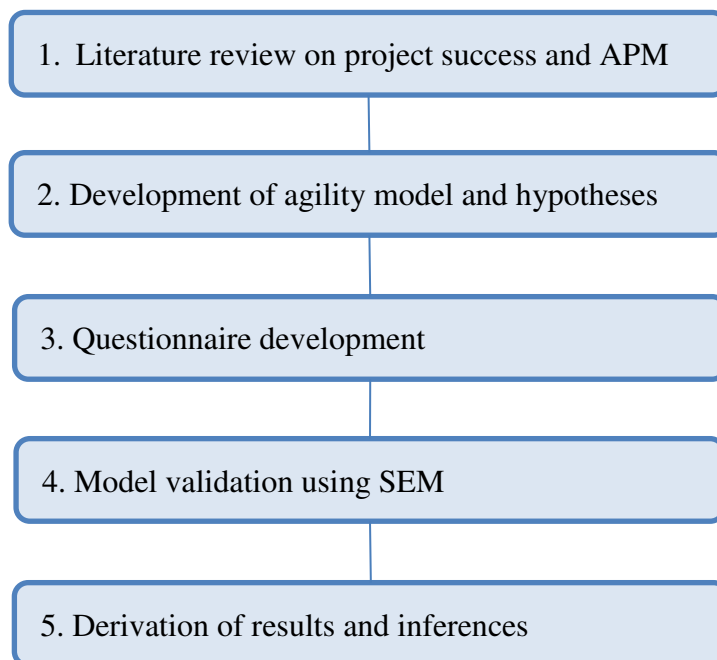 1. Literature review on project success and APM
2. Development of agility model and hypotheses
3. Questionnaire development
4. Model validation using SEM
5. Derivation of results and inferences